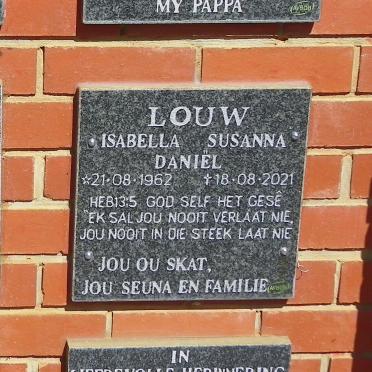 MY PAPPA
LOUW
ISABELLA SUSANNA
DANIËL
☆21·08·1962 ✝18·08·2021
HEB13:5 GOD SELF HET GESÊ
"EK SAL JOU NOOIT VERLAAT NIE,
JOU NOOIT IN DIE STEEK LAAT NIE
JOU OU SKAT,
JOU SEUNA EN FAMILIE
IN
LIEFDEVOLLE HERINNERING